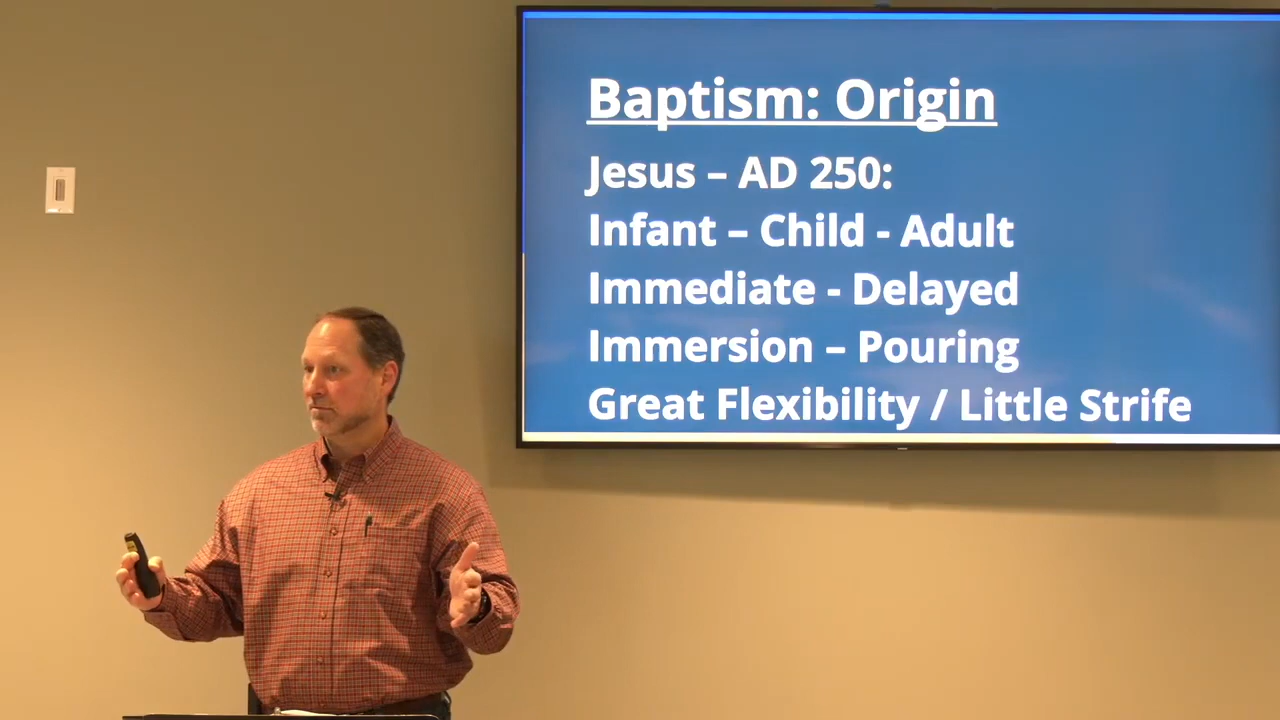 Baptism: Origin
Jesus – AD 250:
Infant – Child - Adult
Immediate - Delayed
Immersion – Pouring
Great Flexibility / Little Strife